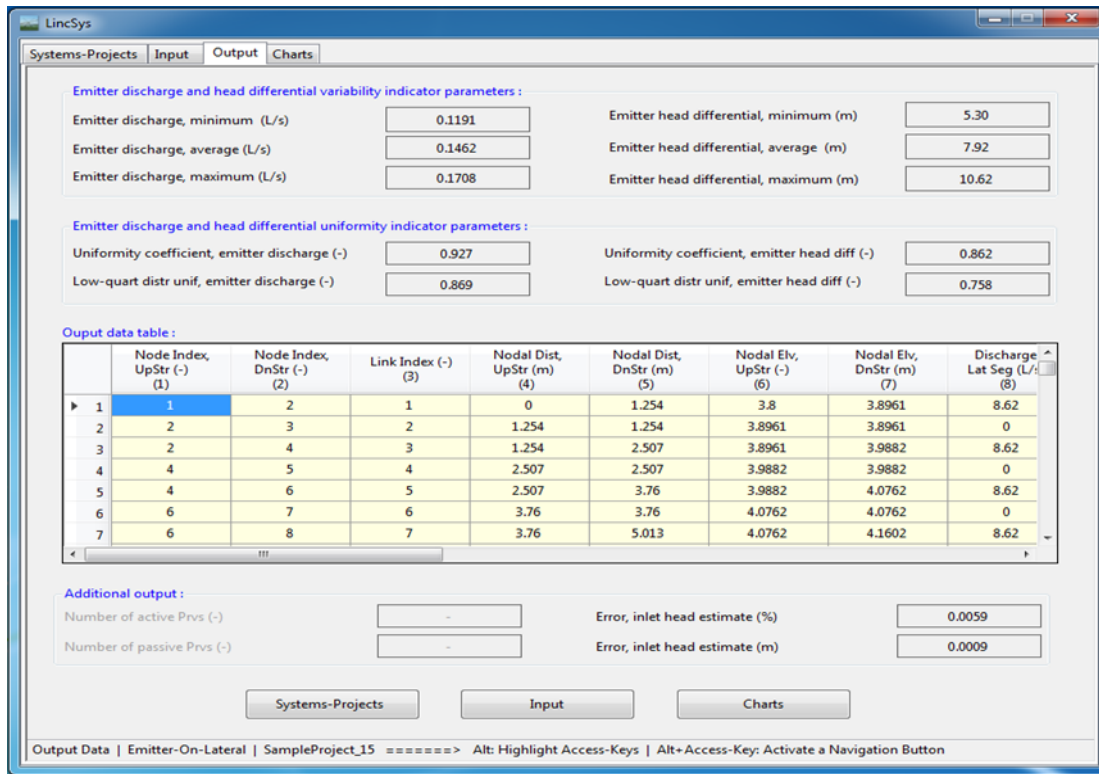 LincSys
Systems-Projects Input Output Charts
Emitter discharge and head differential variability indicator parameters :
Emitter discharge, minimum (L/s) 0.1191 Emitter head differential, minimum (m) 5.30
Emitter discharge, average (L/s) 0.1462 Emitter head differential, average (m) 7.92
Emitter discharge, maximum (L/s) 0.1708 Emitter head differential, maximum (m) 10.62
Emitter discharge and head differential uniformity indicator parameters :
Uniformity coefficient, emitter discharge (-) 0.927 Uniformity coefficient, emitter head diff (-) 0.862
Low-quart distr unif, emitter discharge (-) 0.869 Low-quart distr unif, emitter head diff (-) 0.758
Ouput data table :
Node Index, Node Index, Link Index (-) Nodal Dist, Nodal Dist, Nodal Elv, Nodal Elv, Discharge
UpStr (-) DnStr (-) (3) UpStr (m) DnStr (m) UpStr (-) DnStr (m) Lat Seg (L/s
(1) (2) (4) (5) (6) (7) (8)
1 1 2 1 0 1.254 3.8 3.8961 8.62
2 2 3 2 1.254 1.254 3.8961 3.8961 0
3 2 4 3 1.254 2.507 3.8961 3.9882 8.62
4 4 5 4 2.507 2.507 3.9882 3.9882 0
5 4 6 5 2.507 3.76 3.9882 4.0762 8.62
6 6 7 6 3.76 3.76 4.0762 4.0762 0
7 6 8 7 3.76 5.013 4.0762 4.1602 8.62
Additional output :
Number of active Prvs (-) - Error, inlet head estimate (%) 0.0059
Number of passive Prvs (-) - Error, inlet head estimate (m) 0.0009
Systems-Projects Input Charts
Output Data | Emitter-On-Lateral | SampleProject_15 =======> Alt: Highlight Access-Keys | Alt+Access-Key: Activate a Navigation Button